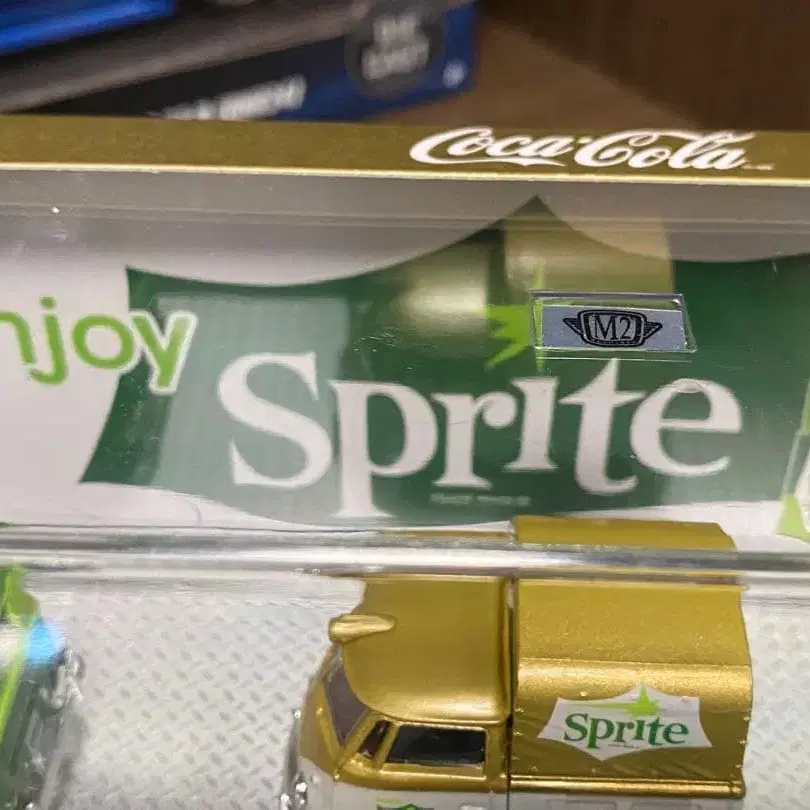 Coca-Cola
njoy
Sprite
M2
Sprite